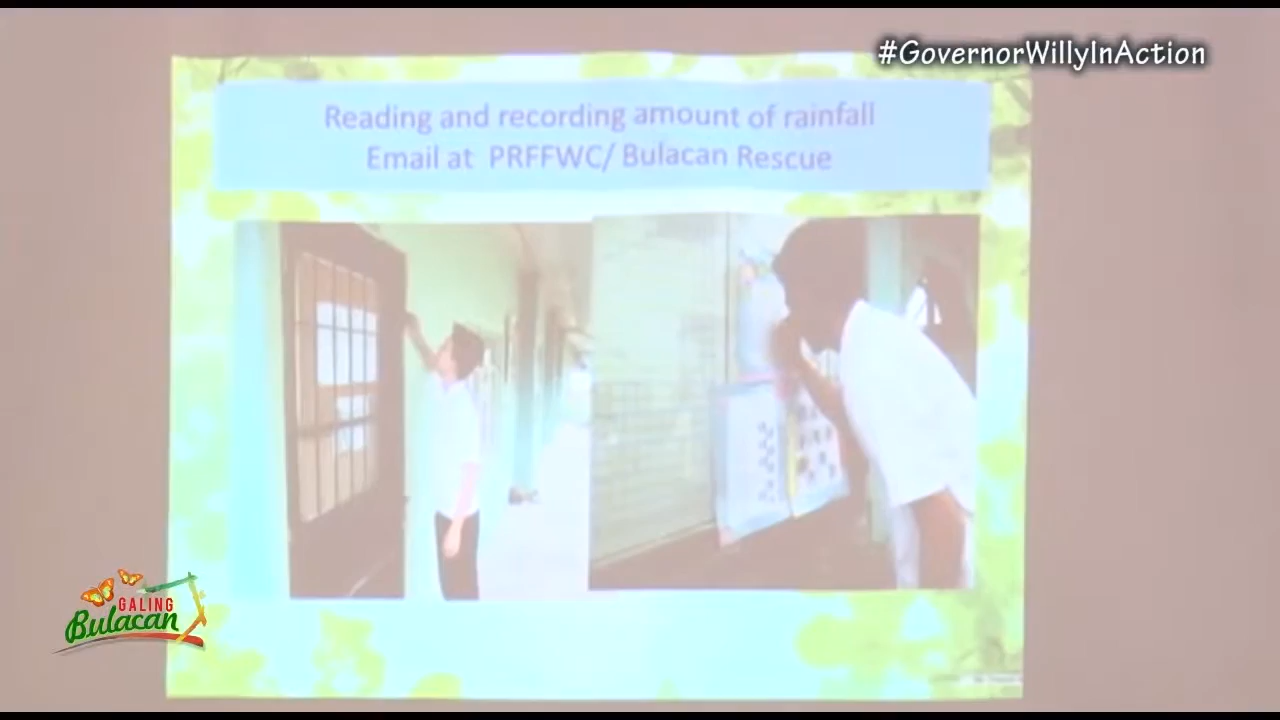 #GovernorWillyInAction
Reading and recording amount of rainfall
Email at PRFFWC/ Bulacan Rescue
GALING
Bulacan